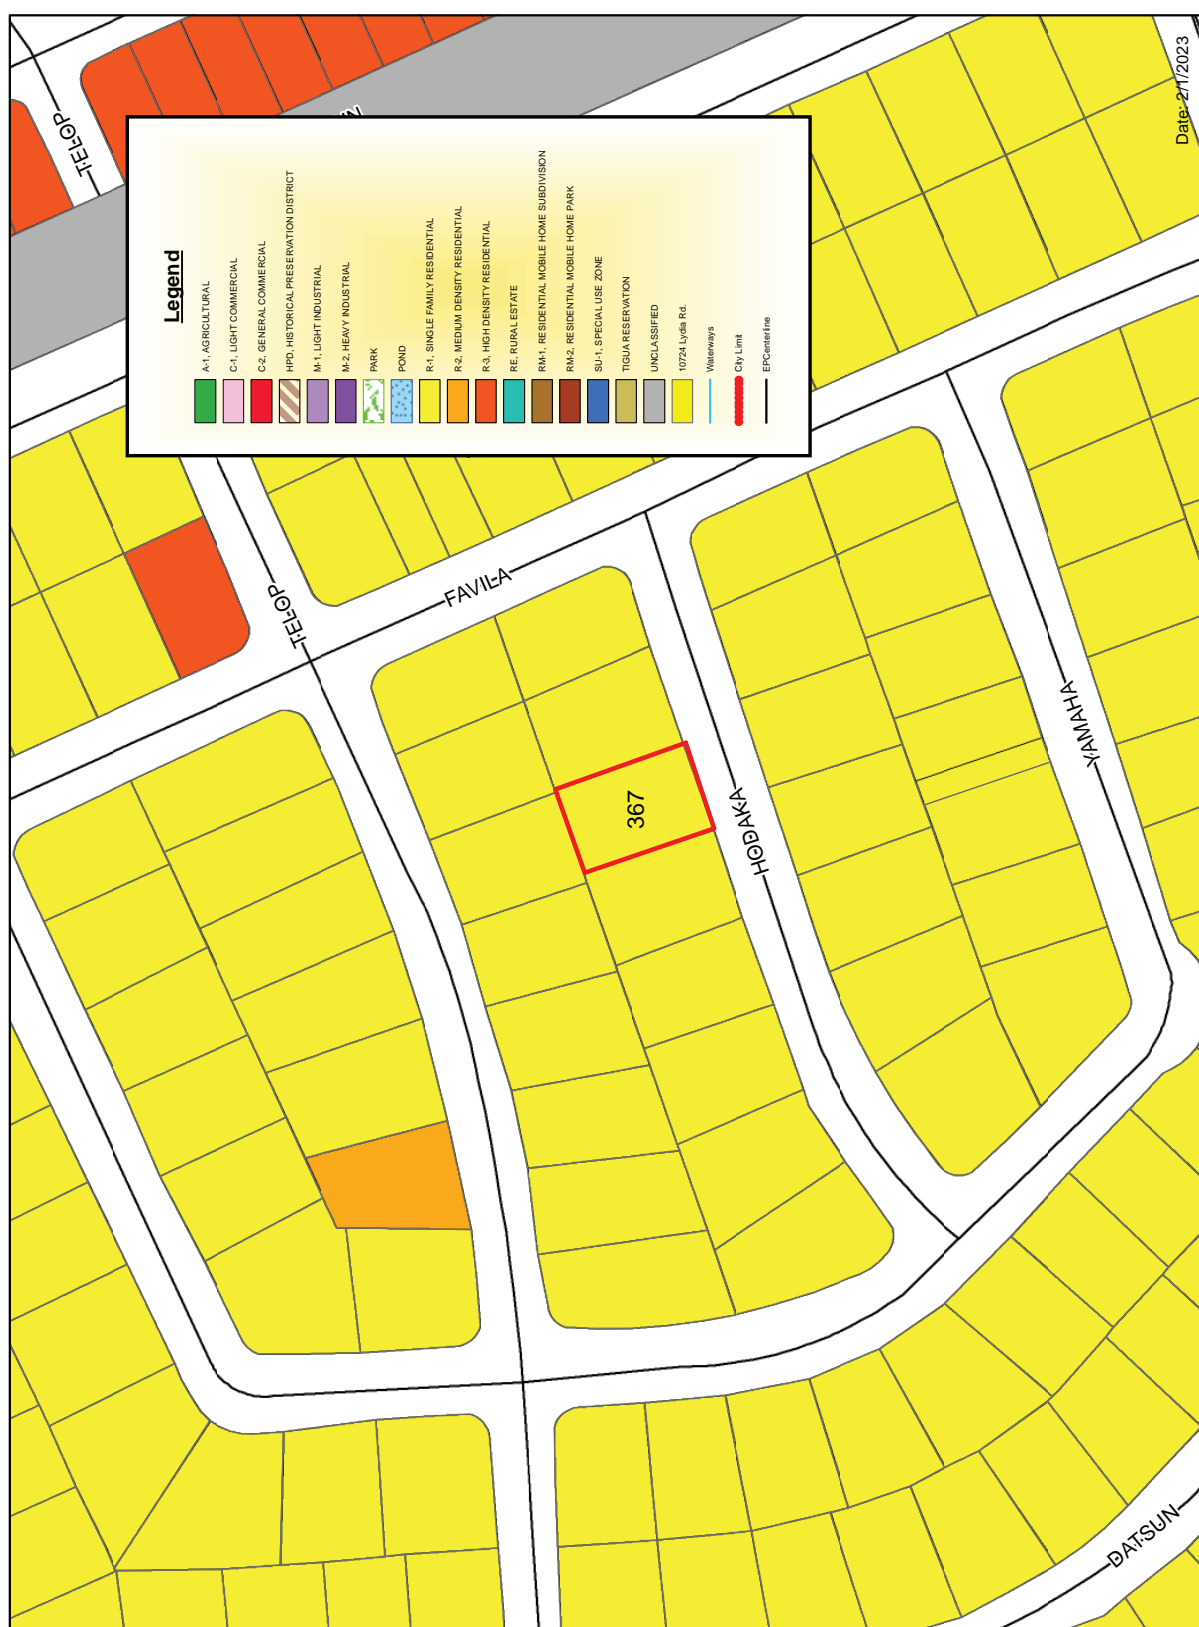 Legend
A-1, AGRICULTURAL
C-1, LIGHT COMMERCIAL
C-2, GENERAL COMMERCIAL
HPD, HISTORICAL PRESERVATION DISTRICT
M-1, LIGHT INDUSTRIAL
M-2, HEAVY INDUSTRIAL
PARK
POND
R-1, SINGLE FAMILY RESIDENTIAL
R-2, MEDIUM DENSITY RESIDENTIAL
R-3, HIGH DENSITY RESIDENTIAL
RE, RURAL ESTATE
RM-1, RESIDENTIAL MOBILE HOME SUBDIVISION
RM-2, RESIDENTIAL MOBILE HOME PARK
SU-1, SPECIAL USE ZONE
TIGUA RESERVATION
UNCLASSIFIED
10724 Lydia Rd.
Waterways
City Limit
EPCenterline
TELOP
TELOP
FAVILA
367
HODAKA
YAMAHA
DATSUN
Date: 2/1/2023